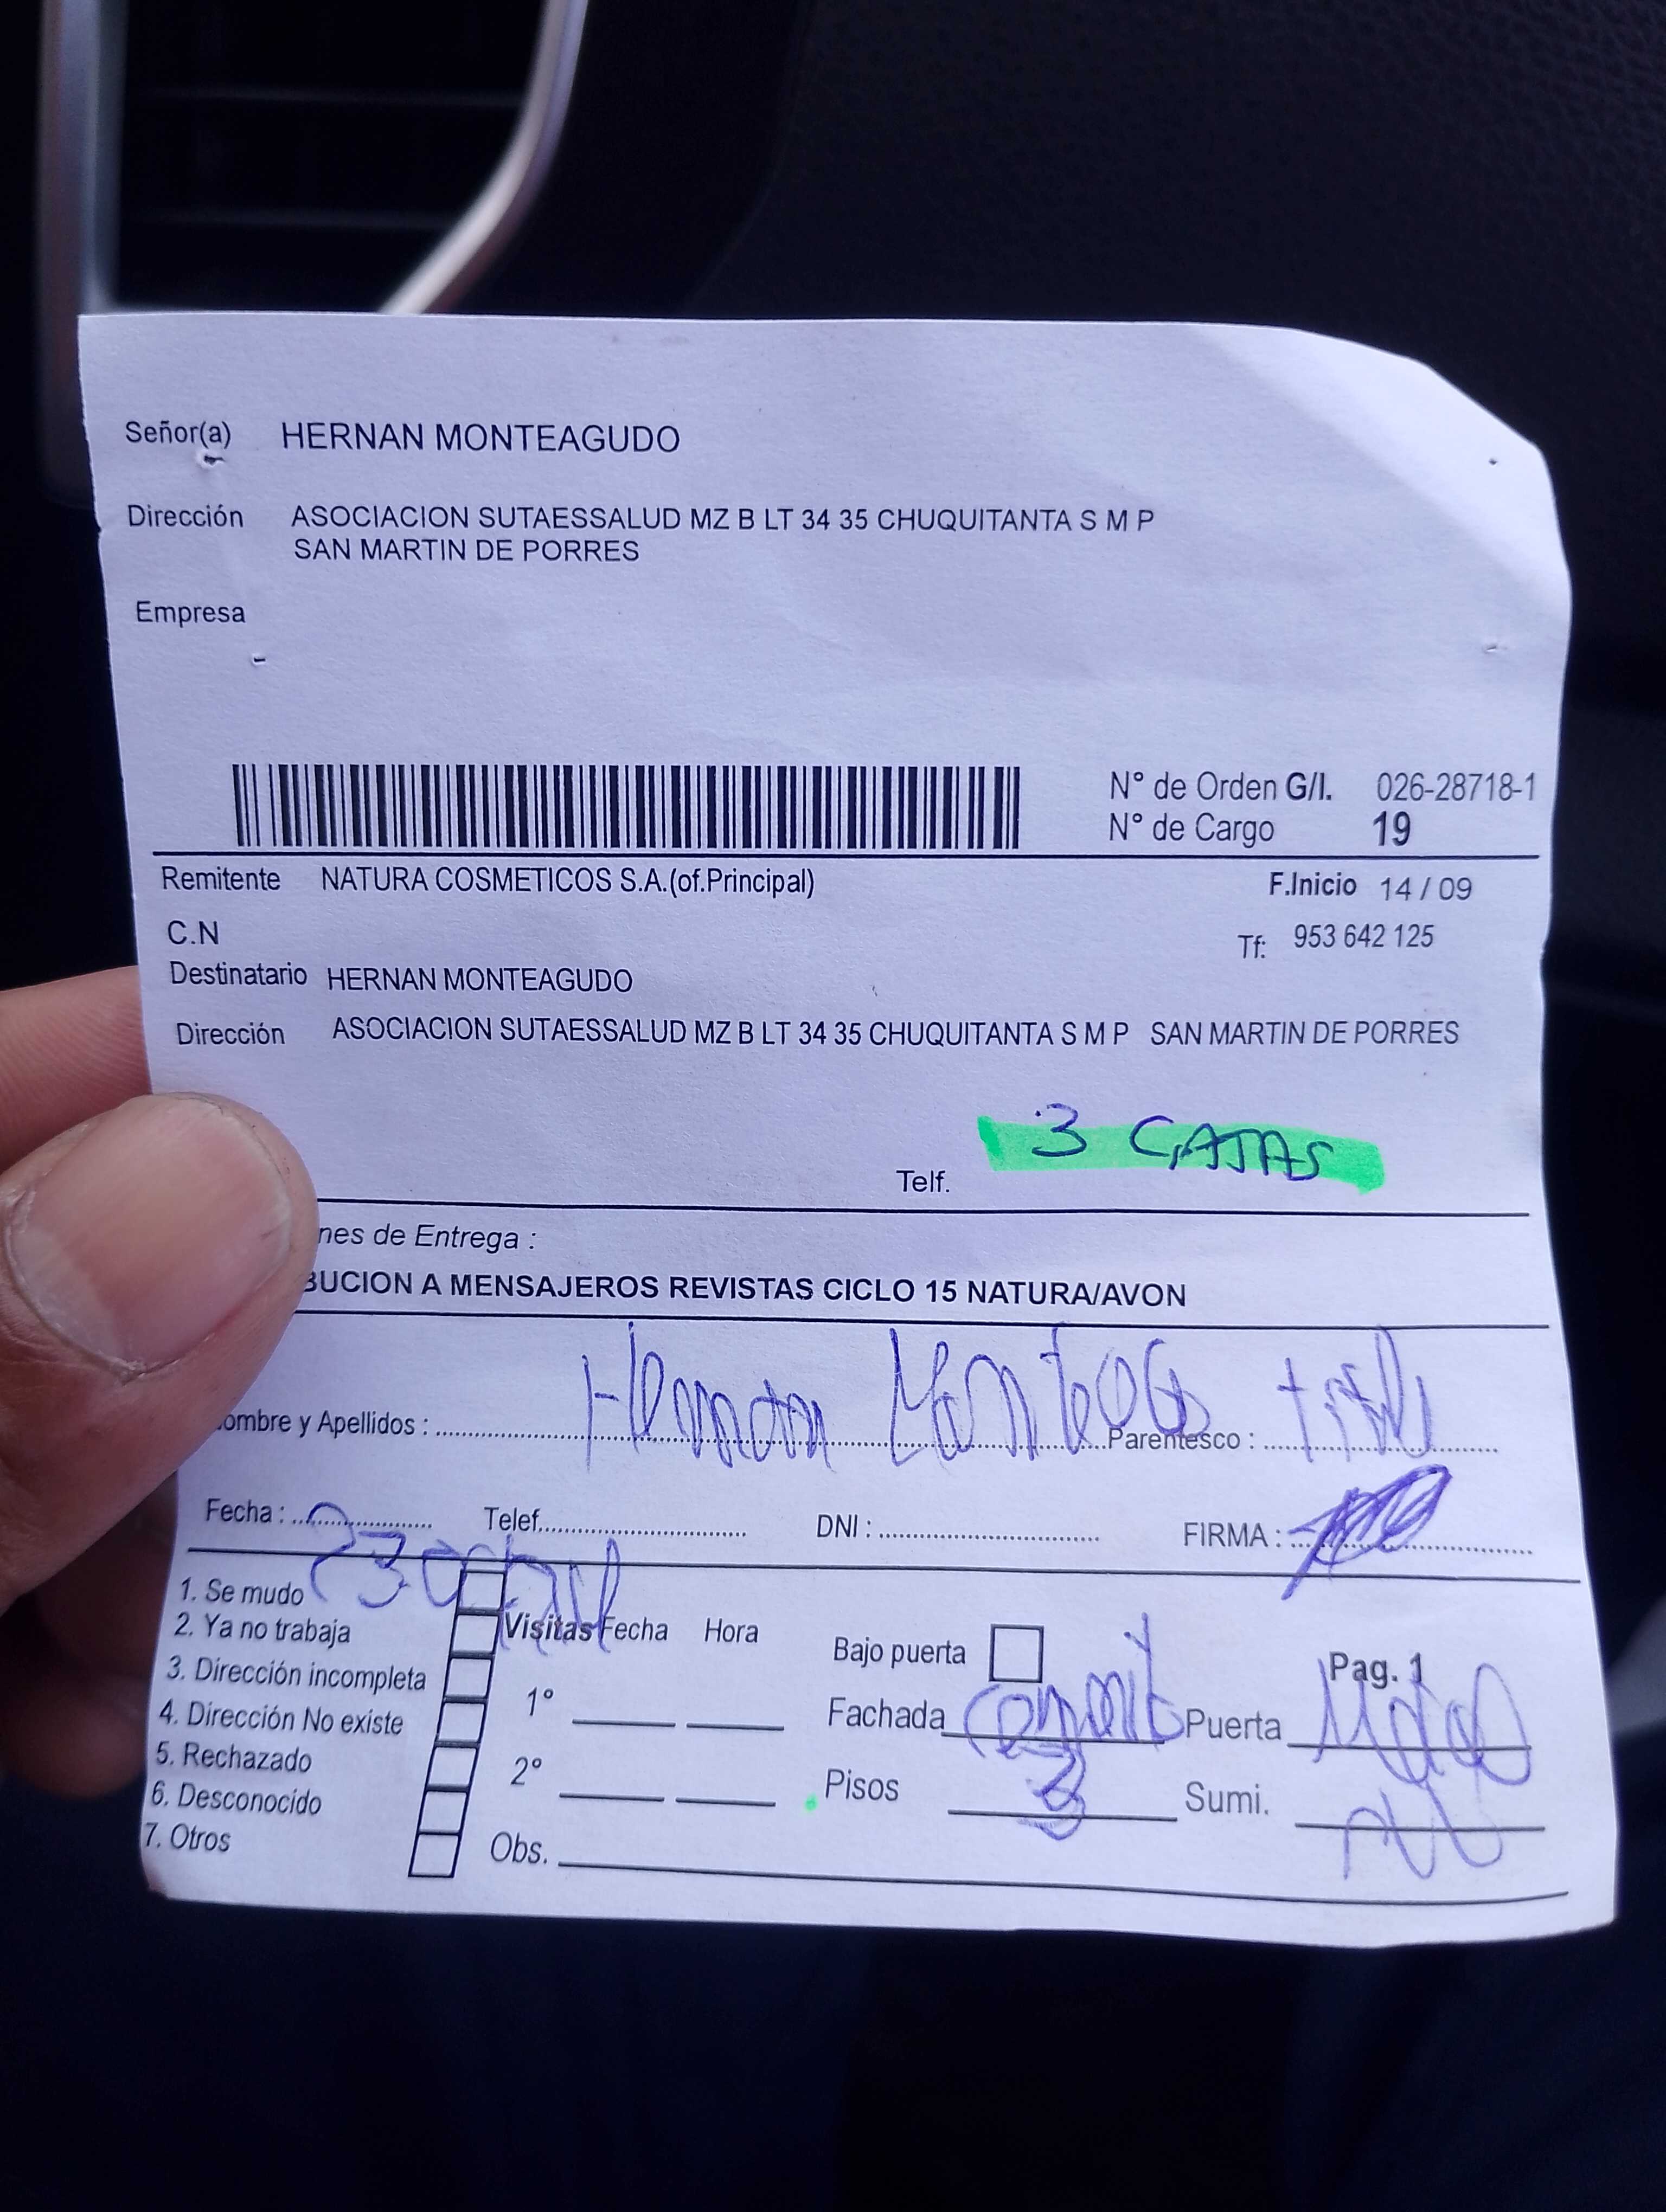 Señor(a) HERNAN MONTEAGUDO
Dirección ASOCIACION SUTAESSALUD MZ B LT 34 35 CHUQUITANTA S M P
SAN MARTIN DE PORRES
Empresa
-
N° de Orden G/I. 026-28718-1
N° de Cargo 19
Remitente NATURA COSMETICOS S.A.(of.Principal) F.Inicio 14 / 09
C.N Tf: 953 642 125
Destinatario HERNAN MONTEAGUDO
Dirección ASOCIACION SUTAESSALUD MZ B LT 34 35 CHUQUITANTA S M P SAN MARTIN DE PORRES
3 CAJAS
Telf.
nes de Entrega :
BUCION A MENSAJEROS REVISTAS CICLO 15 NATURA/AVON
ombre y Apellidos : Hernan Parentesco :
Fecha : Telef. DNI : FIRMA :
1. Se mudo
2. Ya no trabaja Visitas Fecha Hora Bajo puerta Pag. 1
3. Dirección incompleta
4. Dirección No existe 1° Fachada Puerta
5. Rechazado
6. Desconocido 2° Pisos 3 Sumi.
7. Otros Obs.